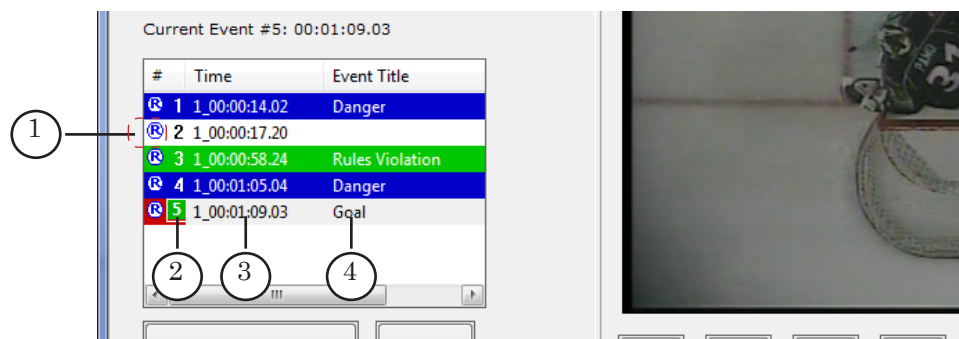 Current Event #5: 00:01:09.03
# Time Event Title
R 1 1_00:00:14.02 Danger
1 R 2 1_00:00:17.20
R 3 1_00:00:58.24 Rules Violation
R 4 1_00:01:05.04 Danger
R 5 1_00:01:09.03 Goal
2 3 4